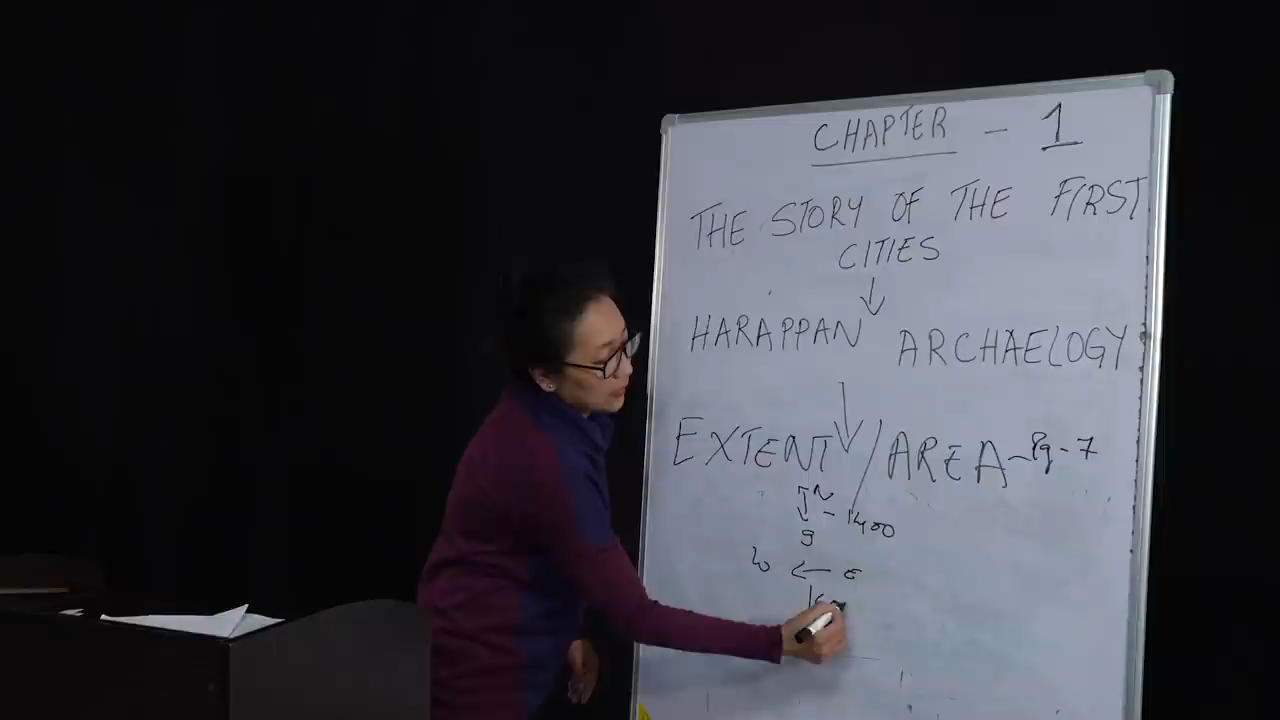 CHAPTER - 1
THE STORY OF THE FIRST
CITIES
HARAPPAN ARCHAELOGY
EXTENT / AREA - Pg - 7
N
- 1400
S
W ← E